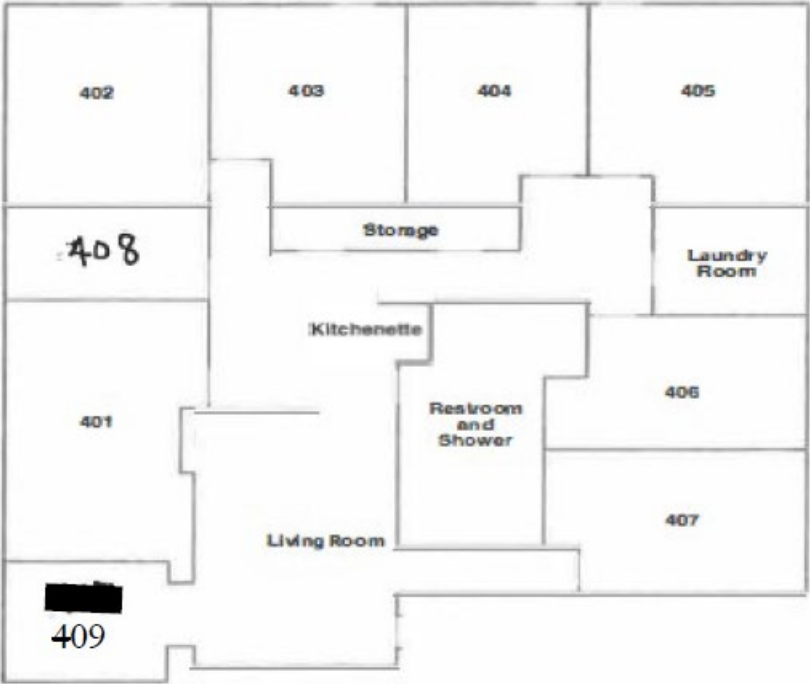 402
403
404
405
408
Storage
Laundry
Room
Kitchenette
401
406
Restroom
and
Shower
407
Living Room
409